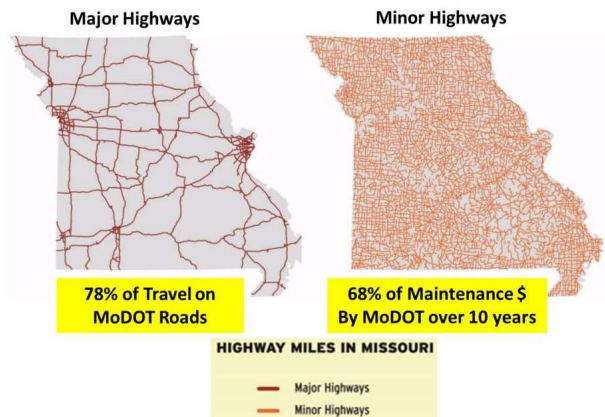 Major Highways
Minor Highways
78% of Travel on
MoDOT Roads
68% of Maintenance $
By MoDOT over 10 years
HIGHWAY MILES IN MISSOURI
Major Highways
Minor Highways